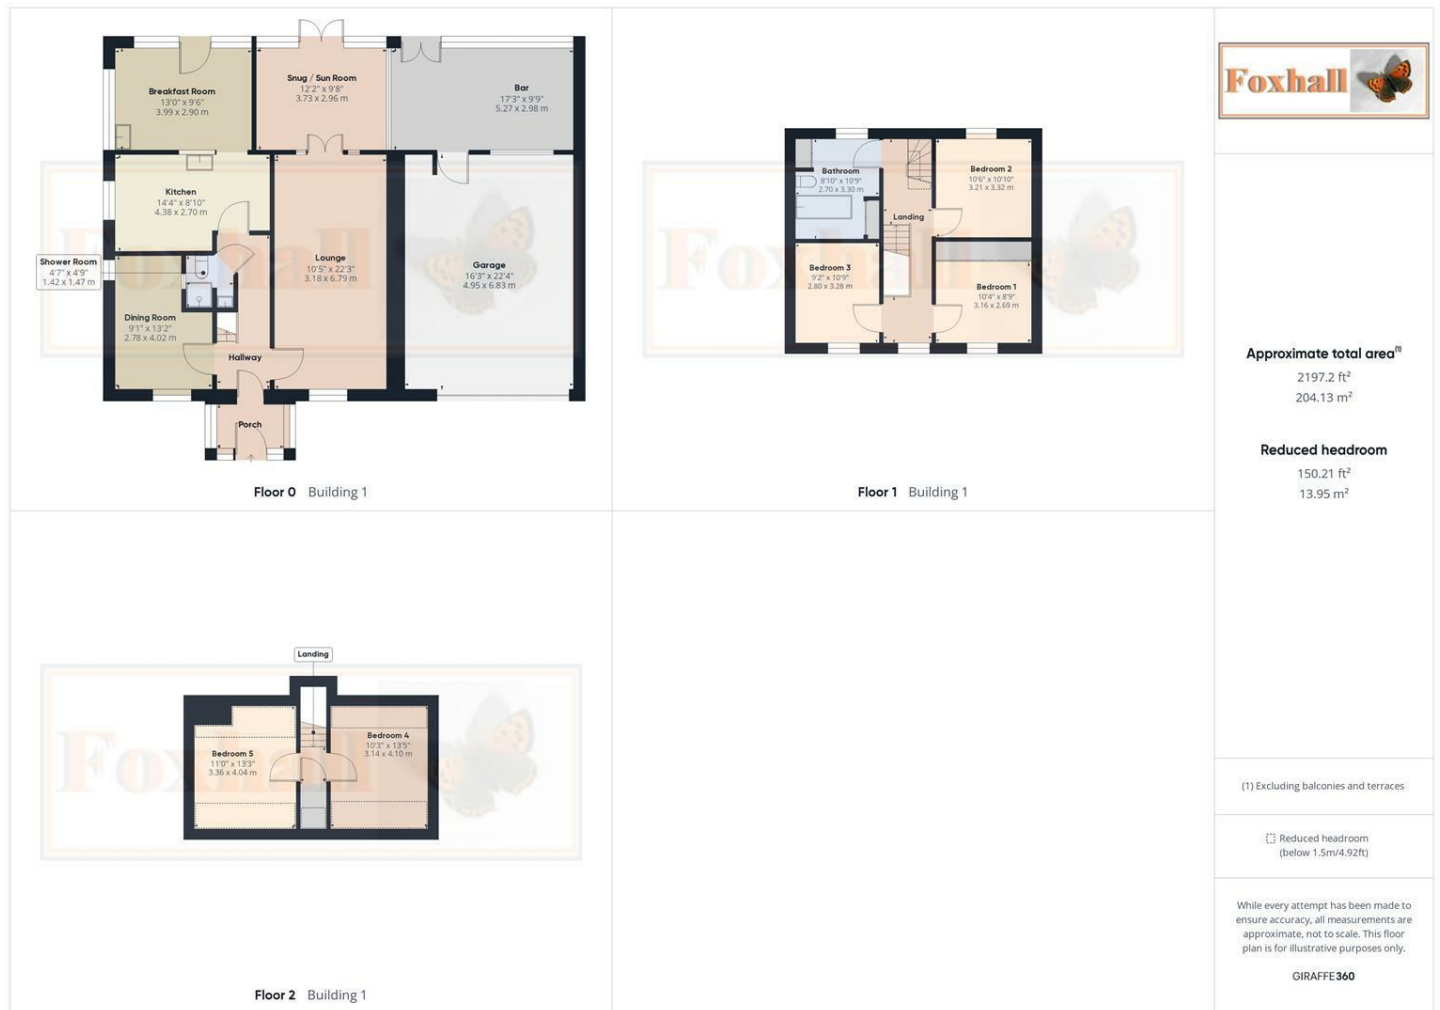 Breakfast Room
13'0" x 9'6"
3.99 x 2.90 m
Snug / Sun Room
12'2" x 9'8"
3.73 x 2.96 m
Bar
17'3" x 9'9"
5.27 x 2.98 m
Kitchen
14'4" x 8'10"
4.38 x 2.70 m
Shower Room
4'7" x 4'9"
1.42 x 1.47 m
Lounge
10'5" x 22'3"
3.18 x 6.79 m
Garage
16'3" x 22'4"
4.95 x 6.83 m
Dining Room
9'1" x 13'2"
2.78 x 4.02 m
Hallway
Porch
Foxhall
Floor 0 Building 1
Bathroom
8'10" x 10'9"
2.70 x 3.30 m
Bedroom 2
10'6" x 10'10"
3.21 x 3.32 m
Landing
Bedroom 3
9'2" x 10'9"
2.80 x 3.28 m
Bedroom 1
10'4" x 8'9"
3.16 x 2.69 m
Foxhall
Floor 1 Building 1
Landing
Bedroom 5
11'0" x 13'3"
3.36 x 4.04 m
Bedroom 4
10'3" x 13'5"
3.14 x 4.10 m
Foxhall
Floor 2 Building 1
Foxhall
Approximate total area(1)
2197.2 ft²
204.13 m²
Reduced headroom
150.21 ft²
13.95 m²
(1) Excluding balconies and terraces
Reduced headroom
(below 1.5m/4.92ft)
While every attempt has been made to
ensure accuracy, all measurements are
approximate, not to scale. This floor
plan is for illustrative purposes only.
GIRAFFE360